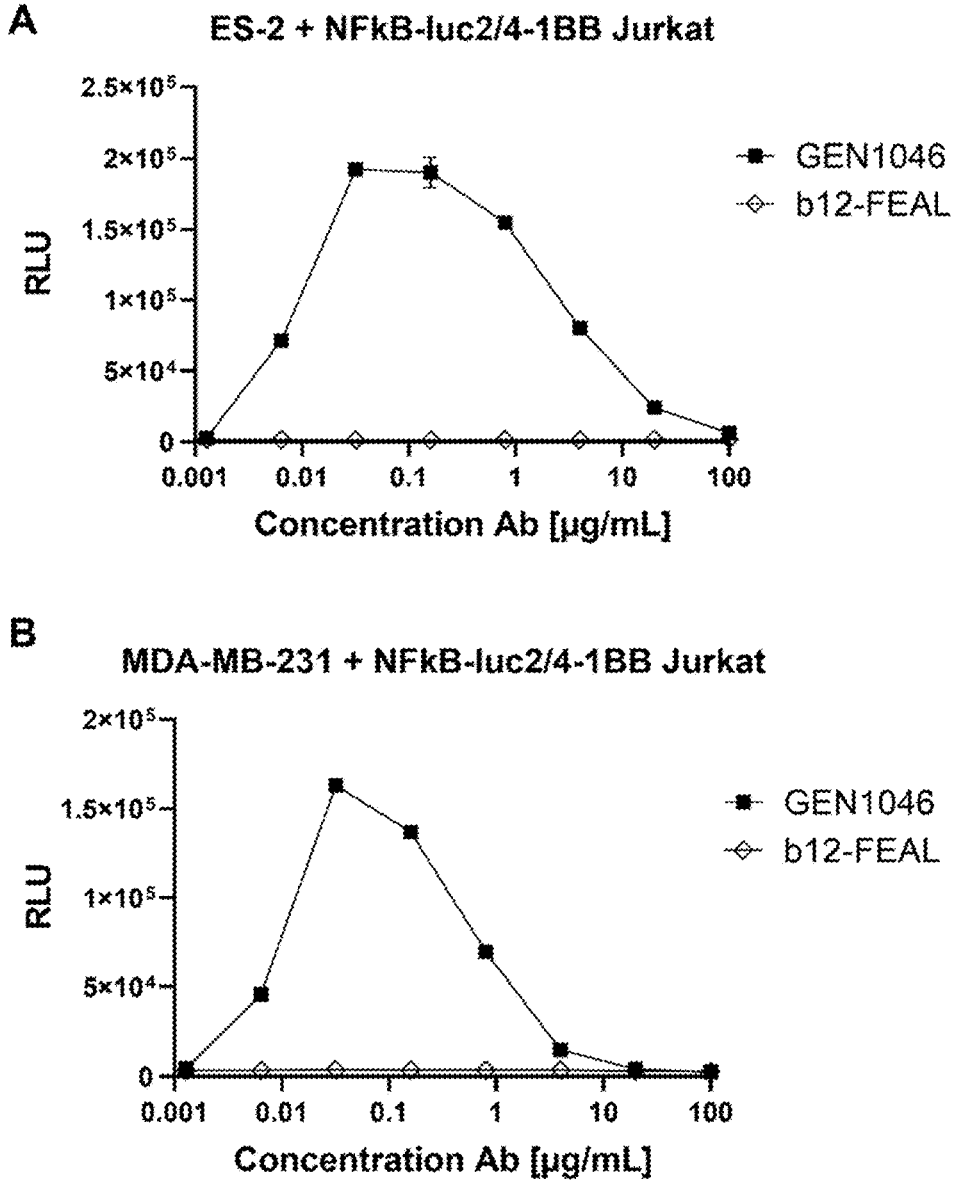 A
ES-2 + NFkB-luc2/4-1BB Jurkat
2.5×10⁵
2×10⁵
1.5×10⁵
1×10⁵
5×10⁴
0
RLU
0.001 0.01 0.1 1 10 100
Concentration Ab [µg/mL]
GEN1046
b12-FEAL
B
MDA-MB-231 + NFkB-luc2/4-1BB Jurkat
2×10⁵
1.5×10⁵
1×10⁵
5×10⁴
0
RLU
0.001 0.01 0.1 1 10 100
Concentration Ab [µg/mL]
GEN1046
b12-FEAL